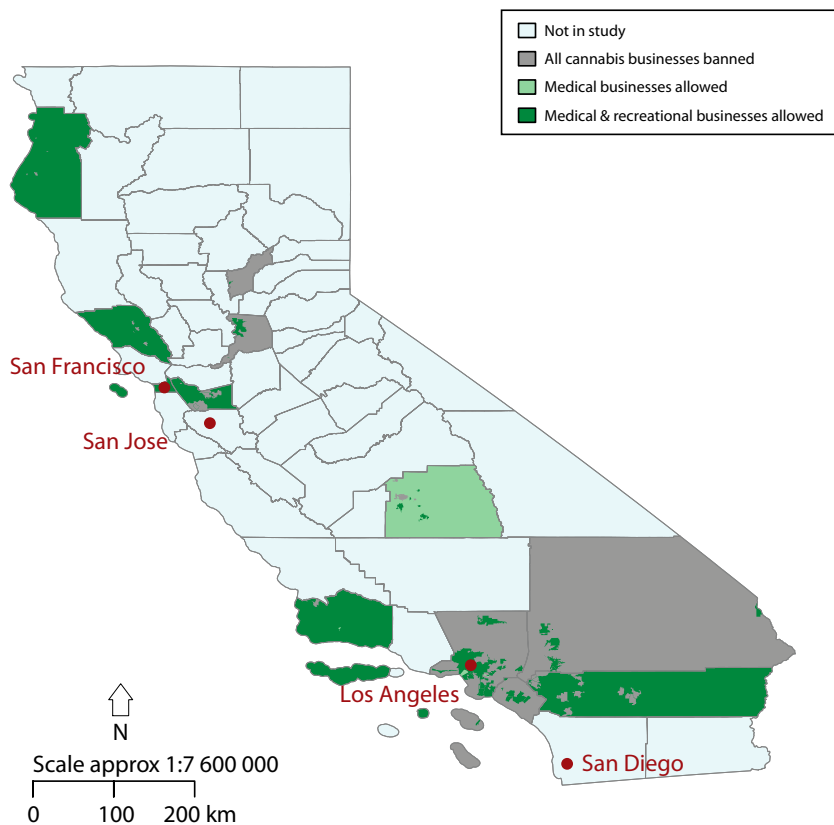 Not in study
All cannabis businesses banned
Medical businesses allowed
Medical & recreational businesses allowed
San Francisco
San Jose
Los Angeles
San Diego
N
Scale approx 1:7 600 000
0 100 200 km